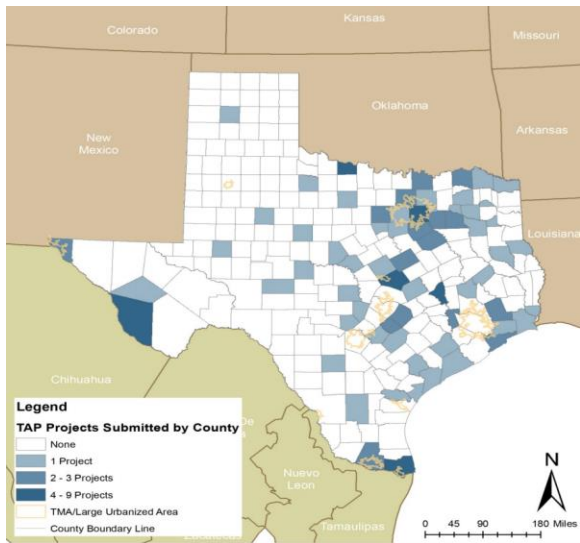 Colorado
Kansas
Missouri
Oklahoma
New
Mexico
Arkansas
Louisiana
Chihuahua
Legend
TAP Projects Submitted by County
None
1 Project
2 - 3 Projects
4 - 9 Projects
TMA/Large Urbanized Area
County Boundary Line
De
Nuevo
Leon
Tamaulipas
N
0 45 90 180 Miles